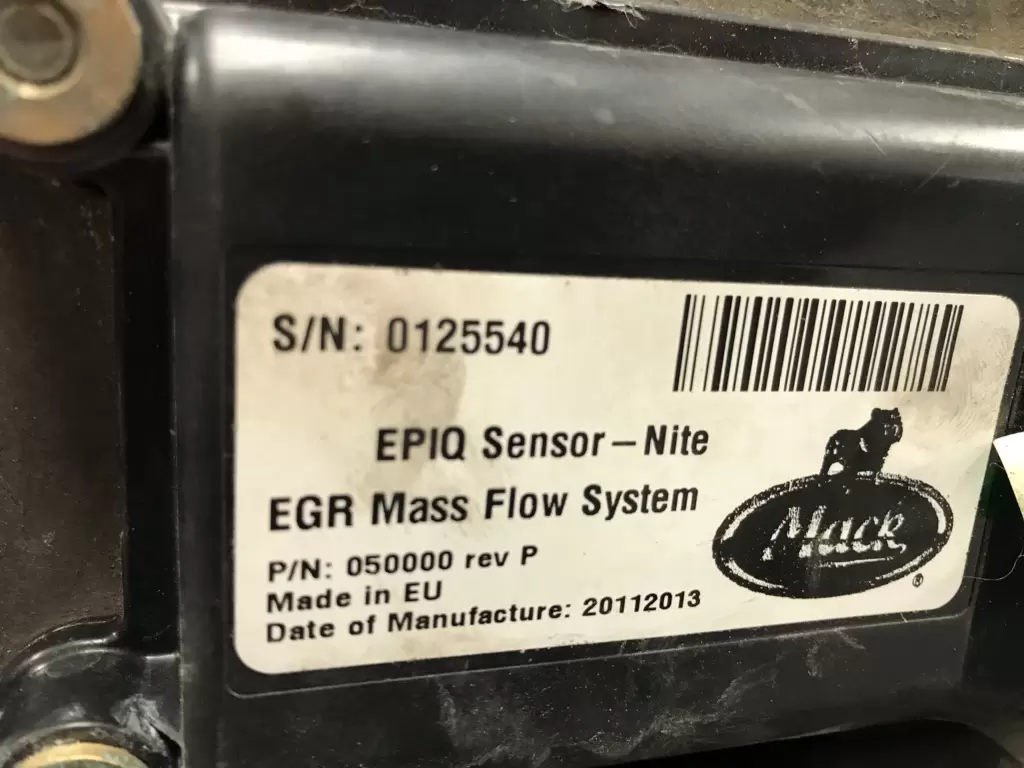 S/N: 0125540
EPIQ Sensor–Nite
EGR Mass Flow System
P/N: 050000 rev P
Made in EU
Date of Manufacture: 20112013
Mack
®